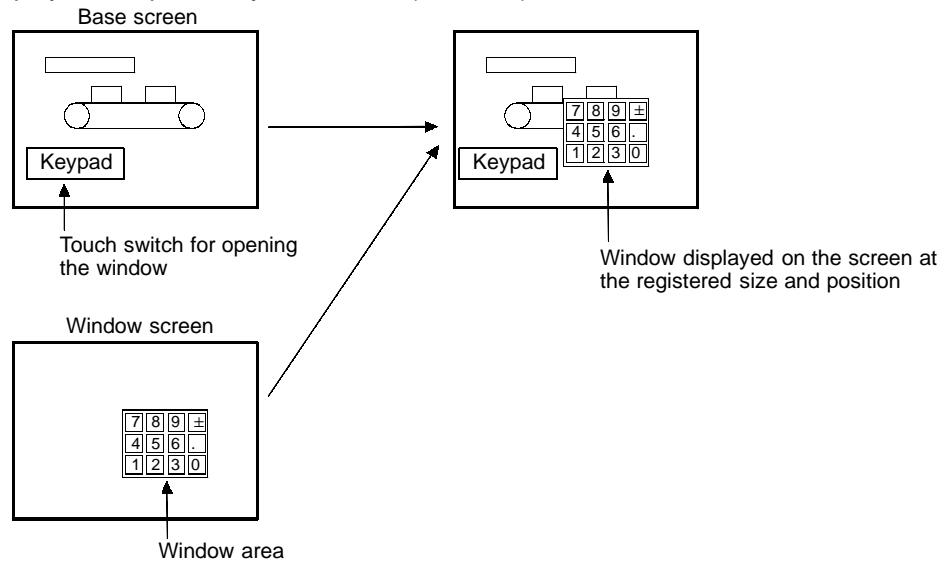 Base screen
Keypad
Touch switch for opening
the window
7 8 9 ±
4 5 6 .
1 2 3 0
Keypad
Window displayed on the screen at
the registered size and position
Window screen
7 8 9 ±
4 5 6 .
1 2 3 0
Window area